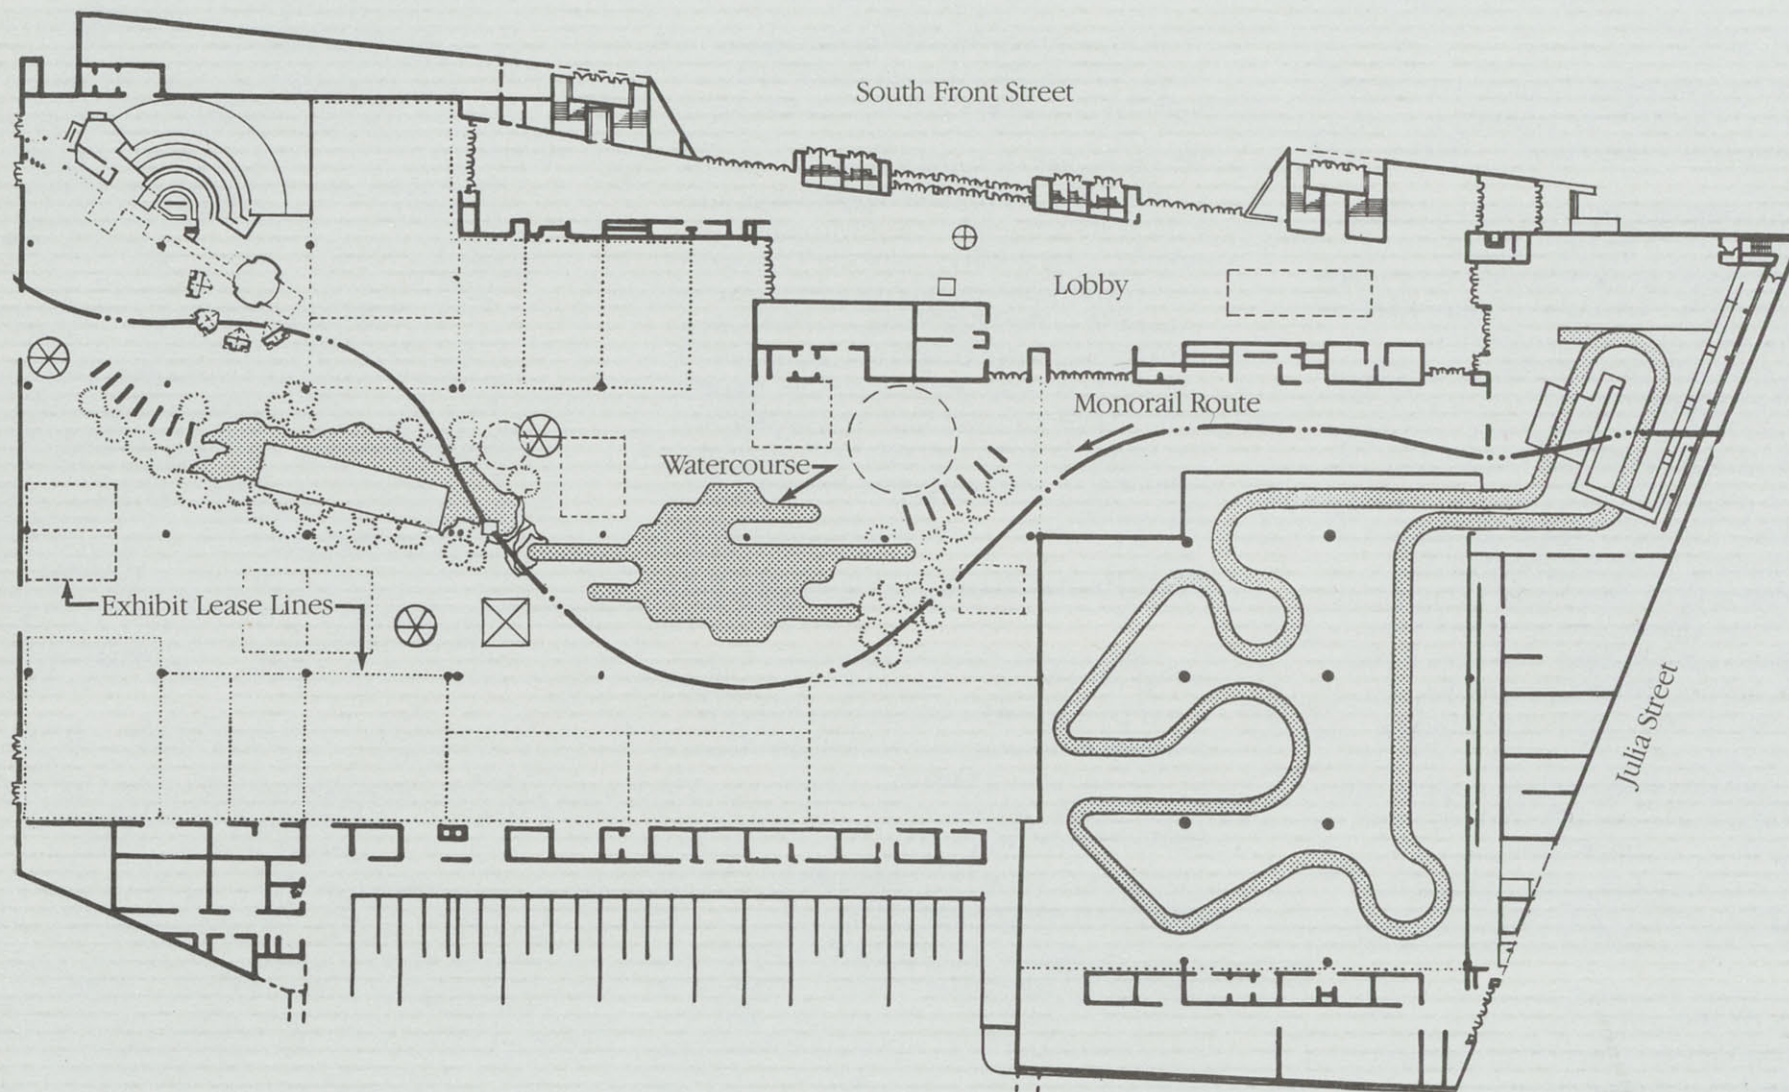 South Front Street
Lobby
Monorail Route
Watercourse
Exhibit Lease Lines
Julia Street